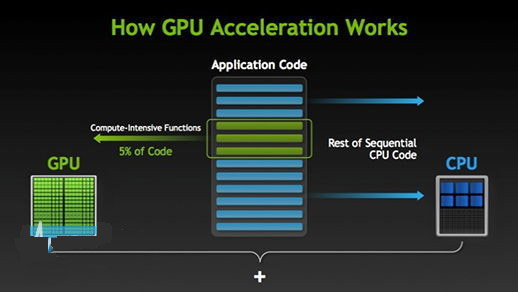 How GPU Acceleration Works
Application Code
Compute-Intensive Functions
5% of Code
Rest of Sequential
CPU Code
GPU
CPU
+